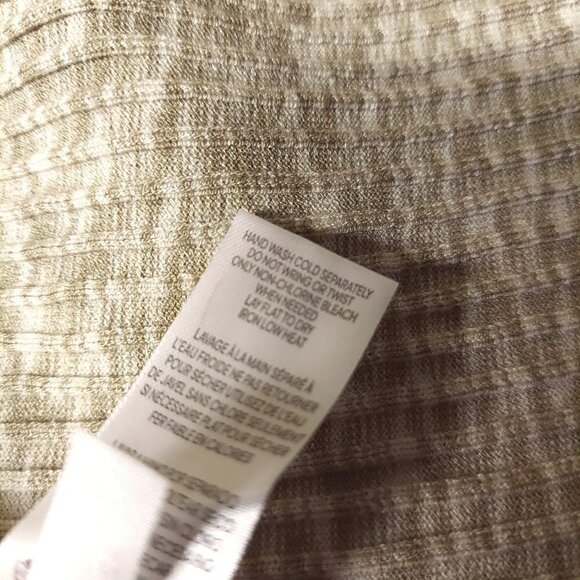 HAND WASH COLD SEPARATELY
DO NOT WRING OR TWIST
ONLY NON-CHLORINE BLEACH
WHEN NEEDED
LAY FLAT TO DRY
IRON LOW HEAT
LAVAGE À LA MAIN SÉPARÉ À
L'EAU FROIDE NE PAS RETOURNER
POUR SÉCHER UTILISEZ DE L'EAU
DE JAVEL SANS CHLORE SEULEMENT
SI NÉCESSAIRE PLAT POUR SÉCHER
FER FAIBLE EN CALORIES